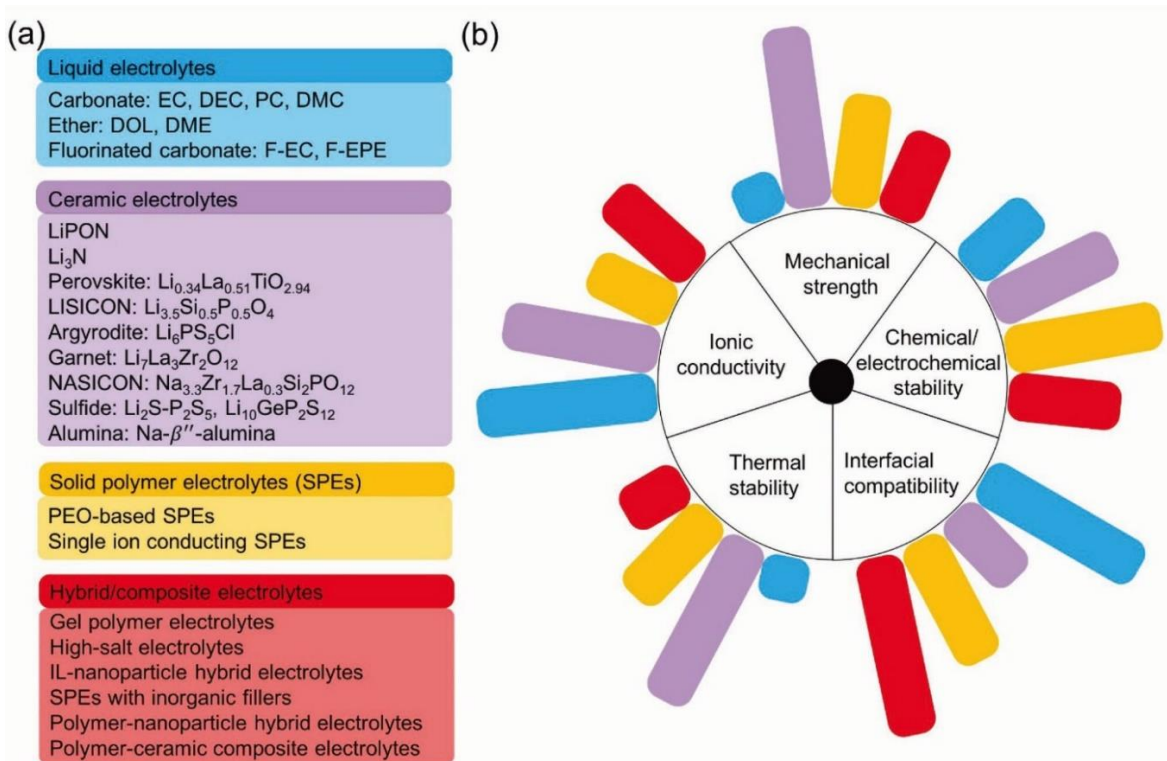 (a)
Liquid electrolytes
Carbonate: EC, DEC, PC, DMC
Ether: DOL, DME
Fluorinated carbonate: F-EC, F-EPE
Ceramic electrolytes
LiPON
Li₃N
Perovskite: Li₀.₃₄La₀.₅₁TiO₂.₉₄
LISICON: Li₃.₅Si₀.₅P₀.₅O₄
Argyrodite: Li₆PS₅Cl
Garnet: Li₇La₃Zr₂O₁₂
NASICON: Na₃.₃Zr₁.₇La₀.₃Si₂PO₁₂
Sulfide: Li₂S-P₂S₅, Li₁₀GeP₂S₁₂
Alumina: Na-β′′-alumina
Solid polymer electrolytes (SPEs)
PEO-based SPEs
Single ion conducting SPEs
Hybrid/composite electrolytes
Gel polymer electrolytes
High-salt electrolytes
IL-nanoparticle hybrid electrolytes
SPEs with inorganic fillers
Polymer-nanoparticle hybrid electrolytes
Polymer-ceramic composite electrolytes
(b)
Mechanical
strength
Chemical/
electrochemical
stability
Interfacial
compatibility
Thermal
stability
Ionic
conductivity